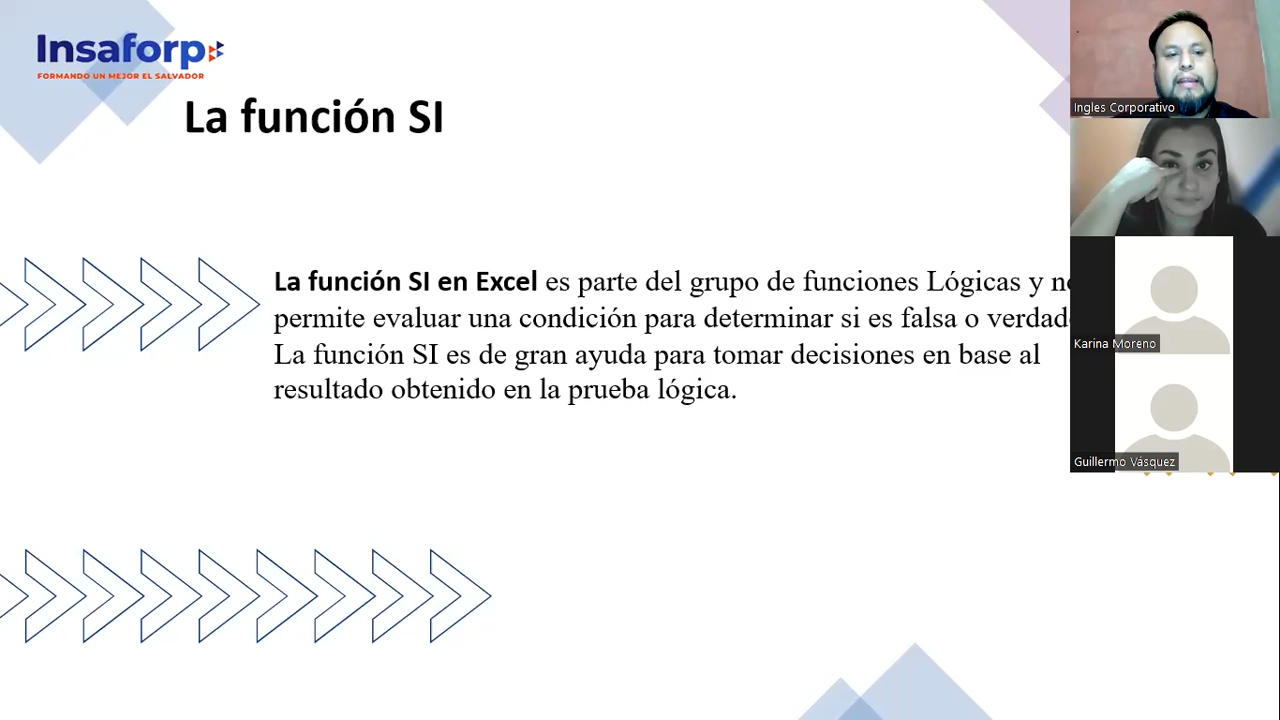 Insaforp
FORMANDO UN MEJOR EL SALVADOR
La función SI
La función SI en Excel es parte del grupo de funciones Lógicas y
permite evaluar una condición para determinar si es falsa o
La función SI es de gran ayuda para tomar decisiones en base al
resultado obtenido en la prueba lógica.
Ingles Corporativo
Karina Moreno
Guillermo Vásquez